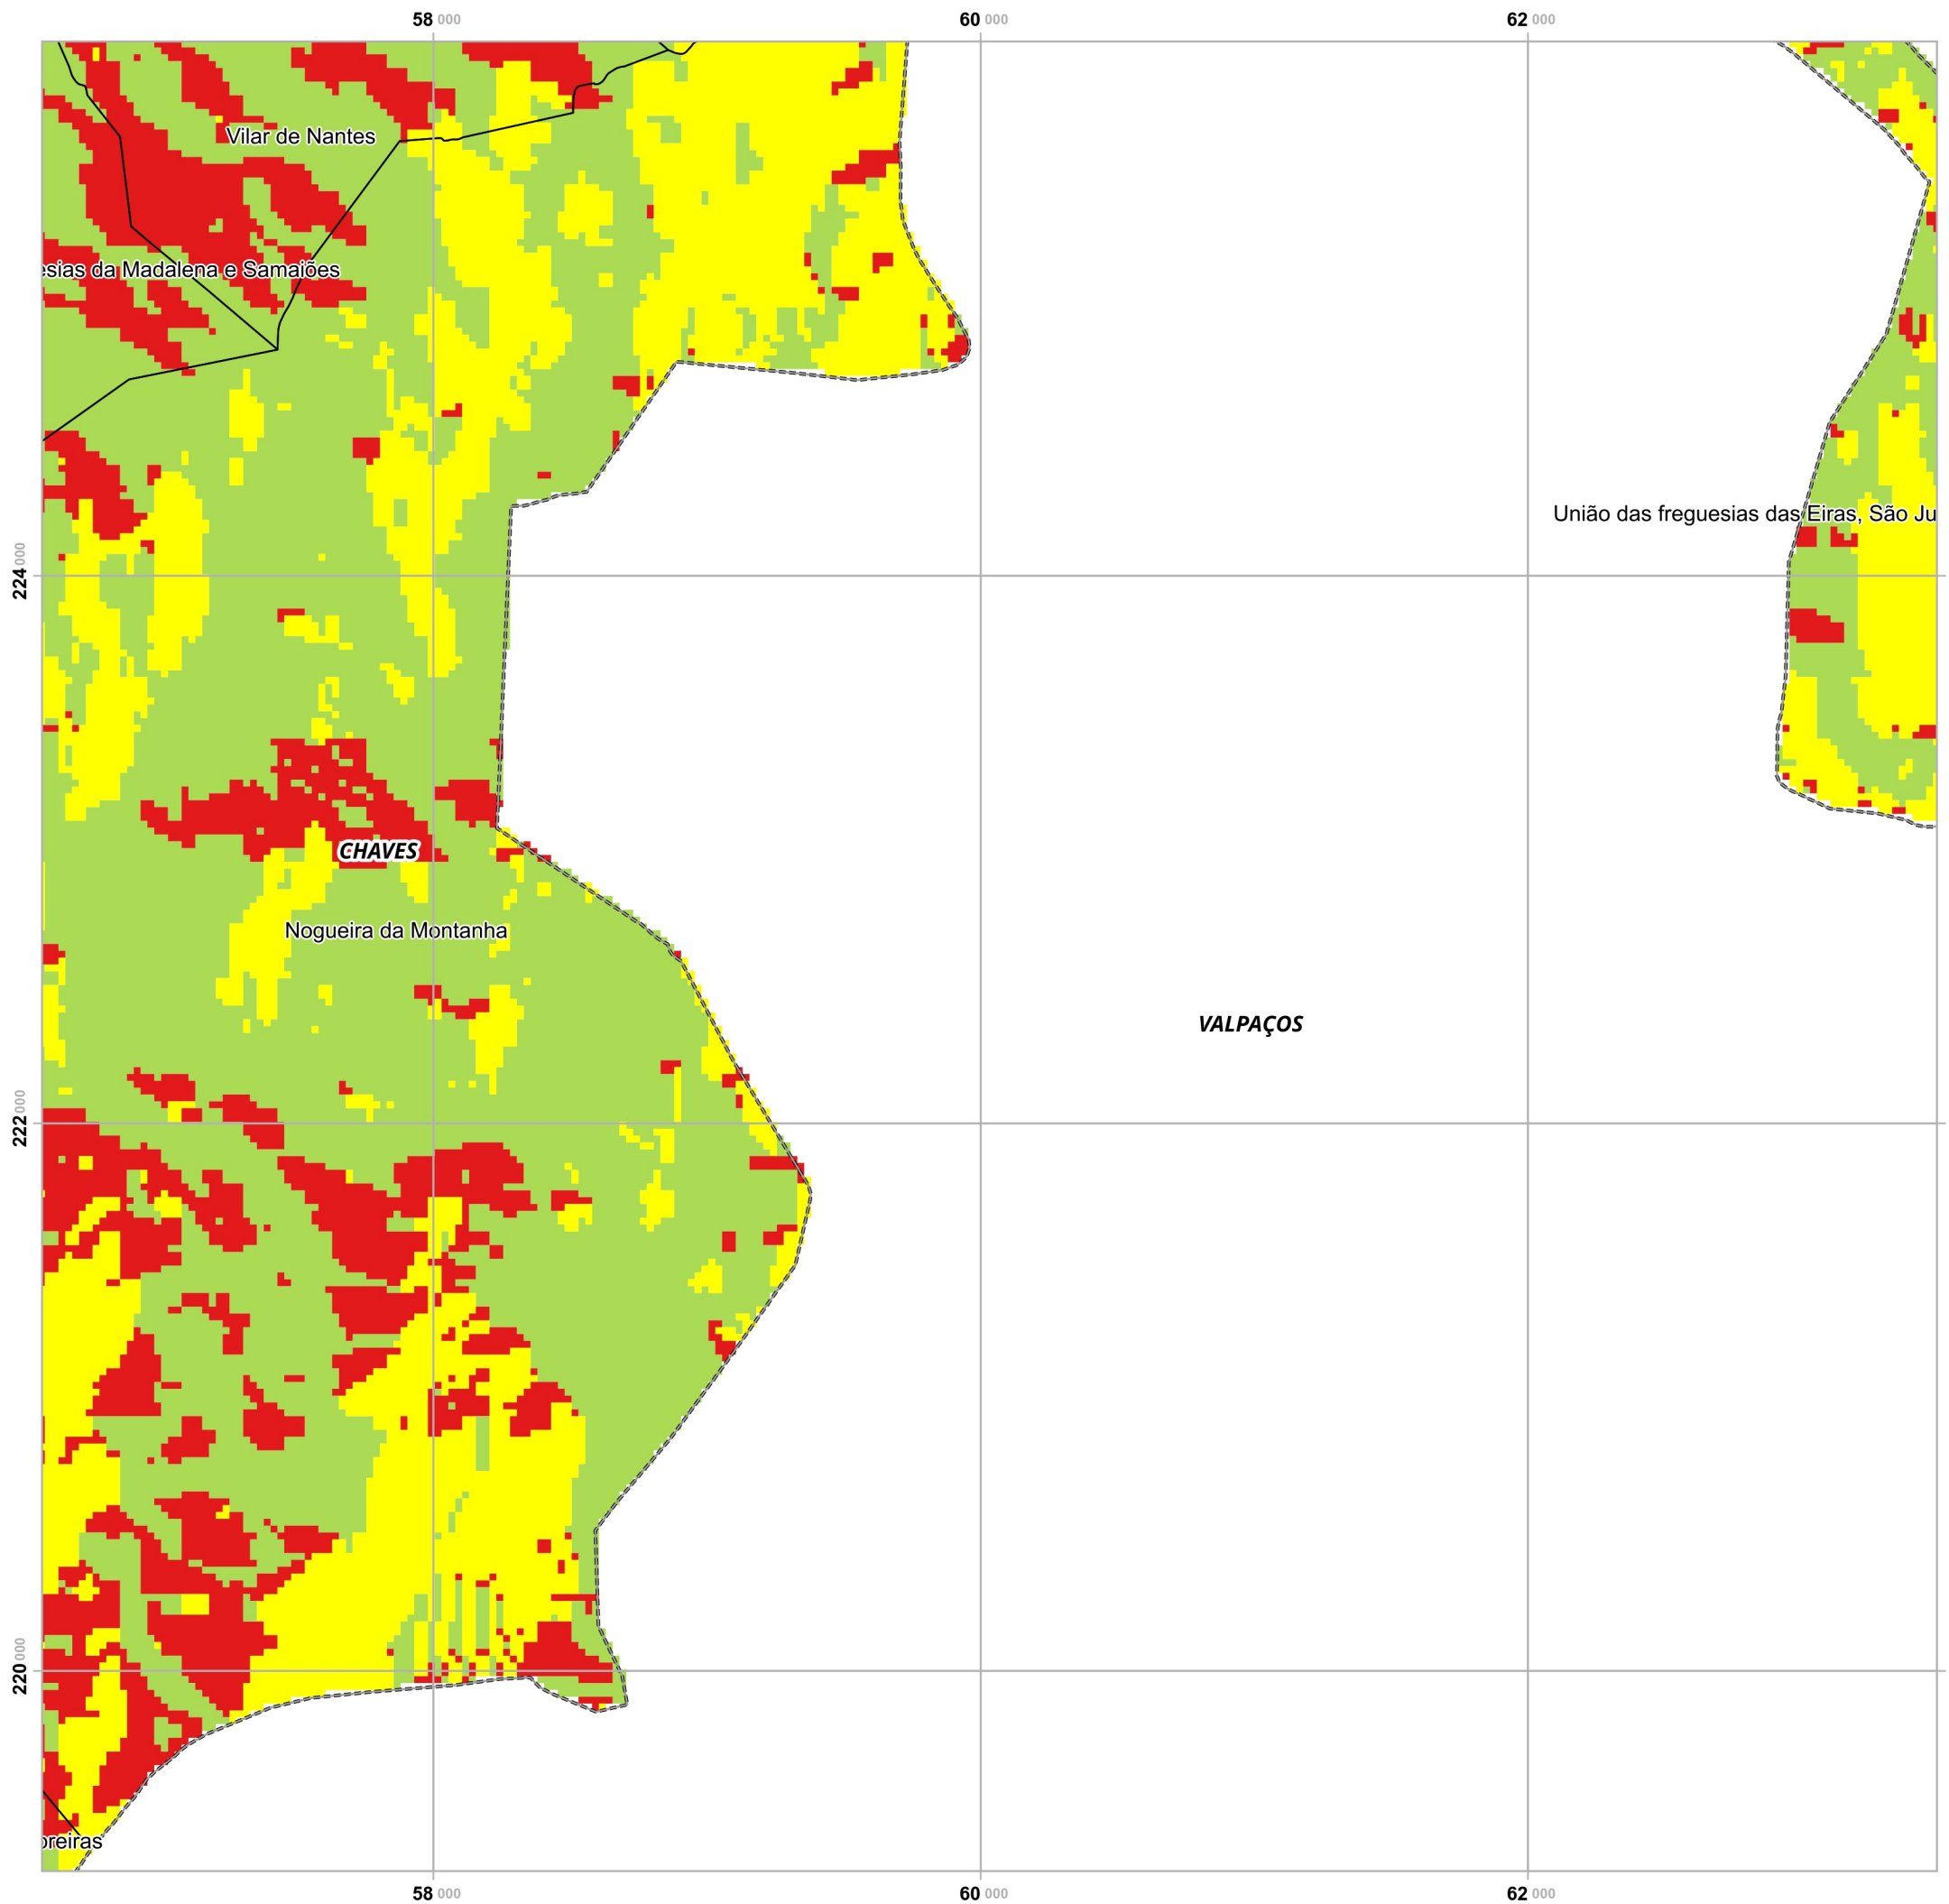 58 000
60 000
62 000
Vilar de Nantes
esias da Madalena e Samaiões
União das freguesias das Eiras, São Ju
224 000
CHAVES
Nogueira da Montanha
VALPAÇOS
222 000
220 000
oreiras
58 000
60 000
62 000